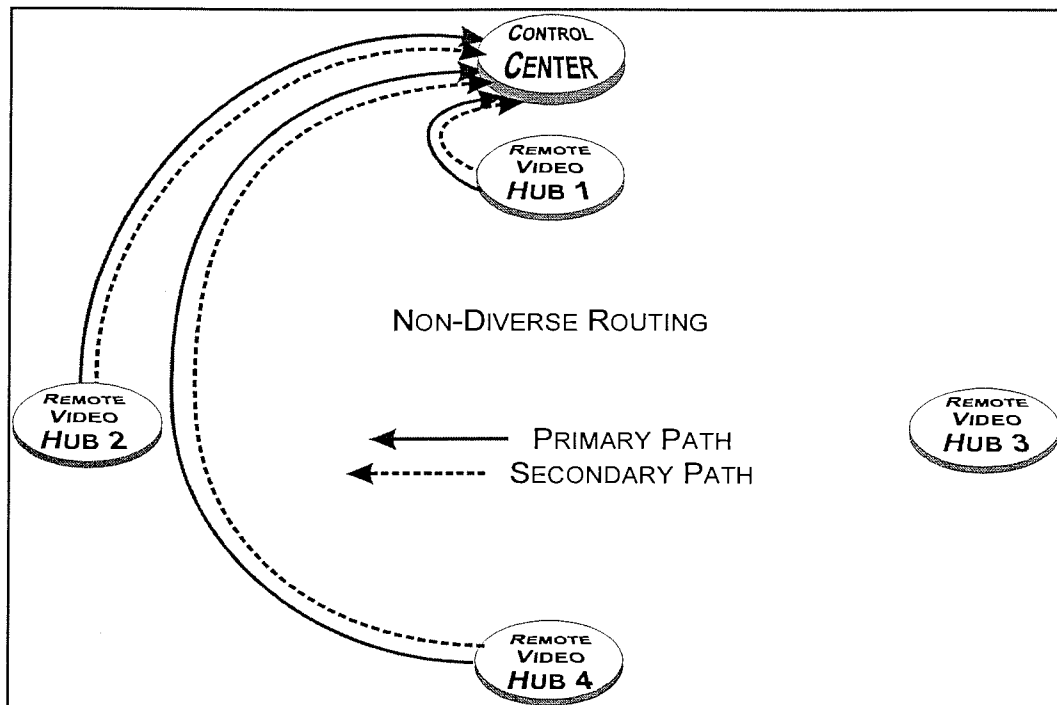 CONTROL
CENTER
REMOTE
VIDEO
HUB 1
NON-DIVERSE ROUTING
REMOTE
VIDEO
HUB 2
REMOTE
VIDEO
HUB 3
PRIMARY PATH
SECONDARY PATH
REMOTE
VIDEO
HUB 4